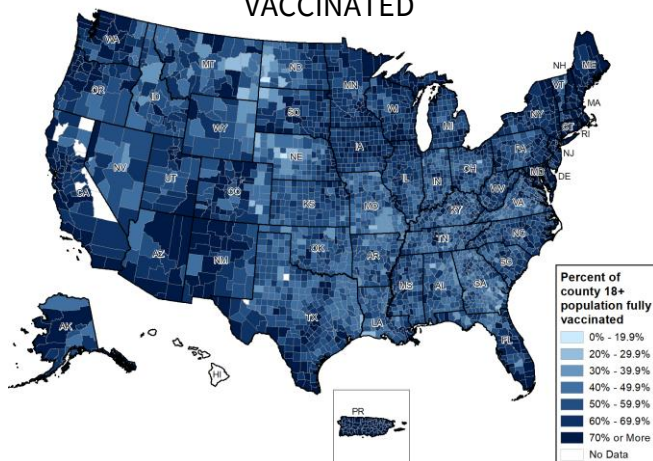 VACCINATED
WA
MT
ND
MN
NH
VT
ME
OR
ID
SD
WI
MI
NY
MA
WY
CT
RI
IA
PA
NJ
NV
NE
IL
IN
OH
MD
DE
CA
UT
CO
KS
MO
KY
WV
VA
AZ
NM
OK
AR
TN
NC
SC
MS
AL
GA
TX
LA
FL
AK
HI
PR
Percent of
county 18+
population fully
vaccinated
0% - 19.9%
20% - 29.9%
30% - 39.9%
40% - 49.9%
50% - 59.9%
60% - 69.9%
70% or More
No Data